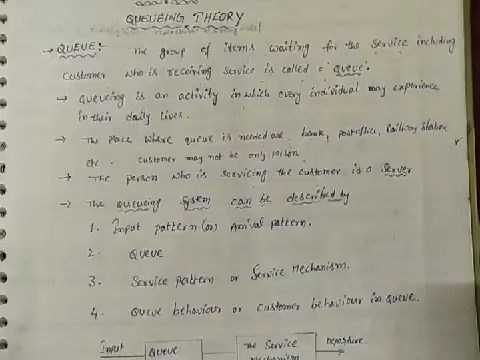 QUEUEING THEORY
→ QUEUE:- The group of items waiting for the service including
customer who is receiving service is called a 'Queue'.
→ Queueing is an activity in which every individual may experience
in their daily lives.
→ The place where queue is needed are bank, postoffice, Railway station
etc. customer may not be only person.
→ The person who is servicing the customer is a server
→ The queueing system can be described by
1. Input pattern (or) Arrival pattern.
2. Queue
3. Service pattern or Service Mechanism.
4. Queue behaviour or customer behaviour in queue.
Input Queue The Service Departure.
Mechanism